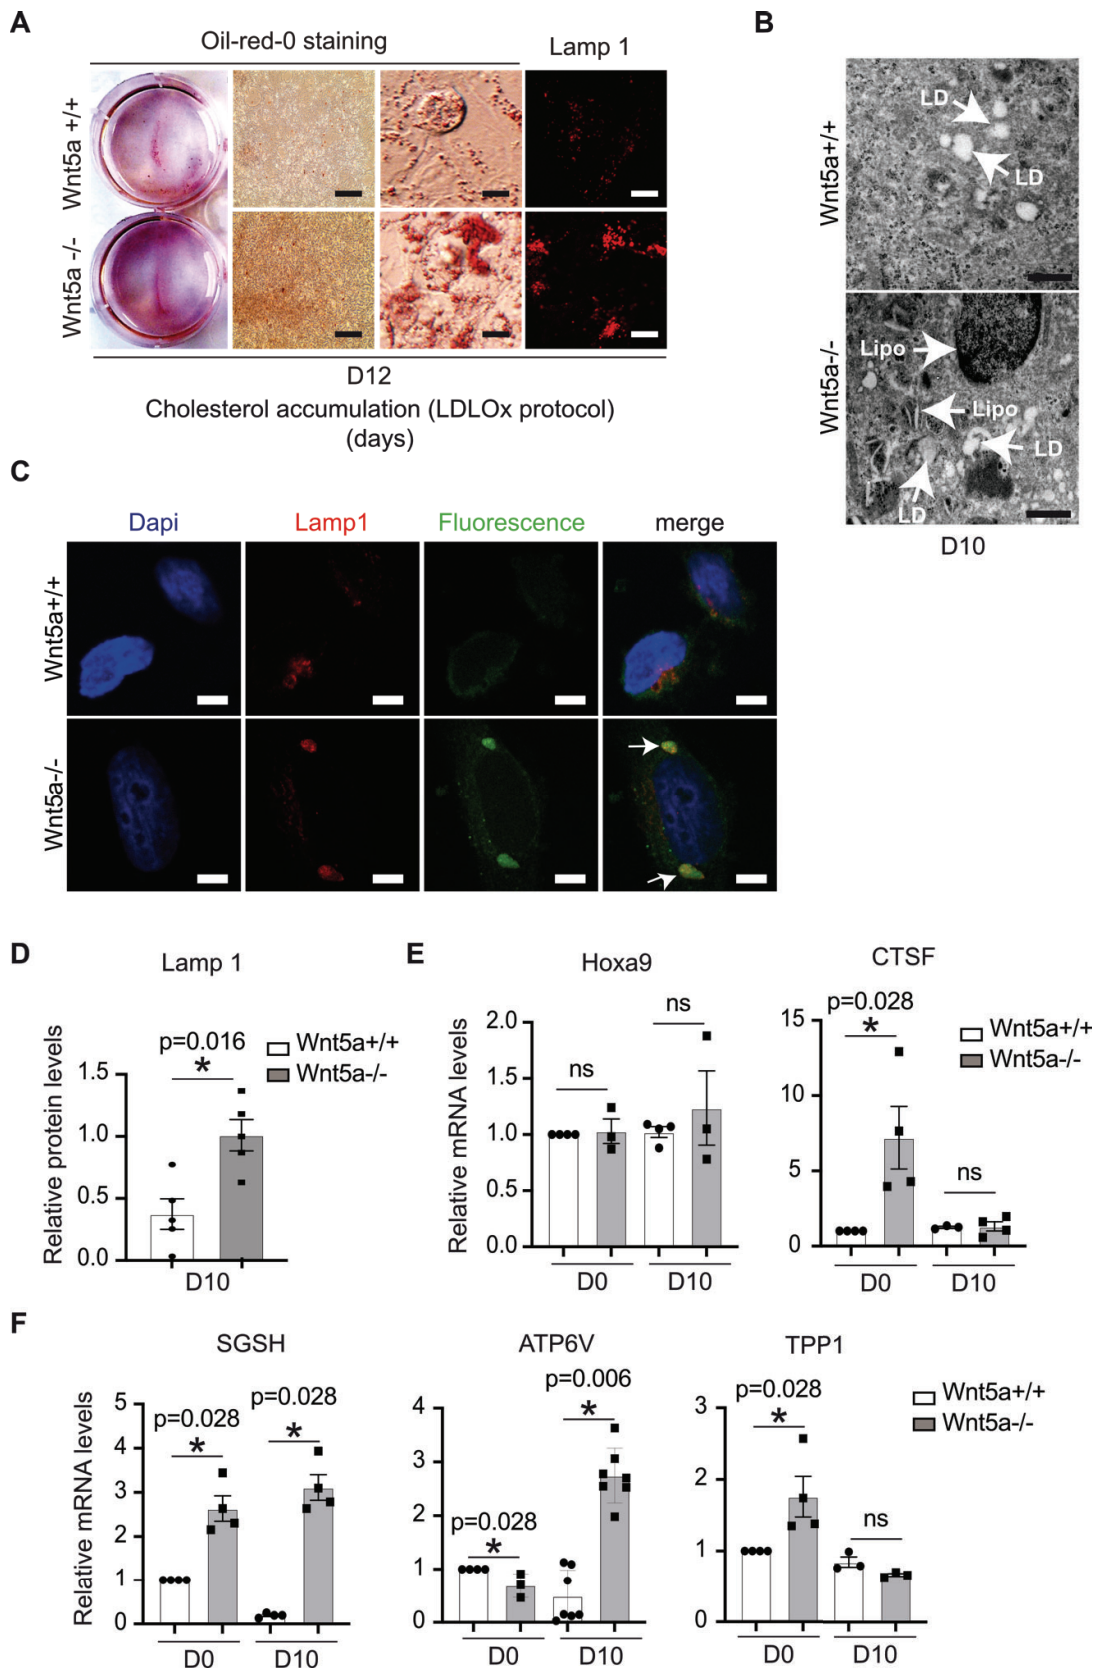 A
Oil-red-0 staining
Lamp 1
Wnt5a +/+
Wnt5a -/-
D12
Cholesterol accumulation (LDLOx protocol)
(days)
B
Wnt5a+/+
LD
LD
Wnt5a-/-
Lipo
Lipo
LD
LD
D10
C
Dapi
Lamp1
Fluorescence
merge
Wnt5a+/+
Wnt5a-/-
D
Lamp 1
p=0.016
*
Wnt5a+/+
Wnt5a-/-
Relative protein levels
1.5
1.0
0.5
0.0
D10
E
Hoxa9
Relative mRNA levels
2.0
1.5
1.0
0.5
0.0
ns
ns
D0
D10
CTSF
p=0.028
*
ns
15
10
5
0
D0
D10
Wnt5a+/+
Wnt5a-/-
F
SGSH
Relative mRNA levels
5
4
3
2
1
0
p=0.028
*
p=0.028
*
D0
D10
ATP6V
4
3
2
1
0
p=0.028
*
p=0.006
*
D0
D10
TPP1
3
2
1
0
p=0.028
*
ns
D0
D10
Wnt5a+/+
Wnt5a-/-